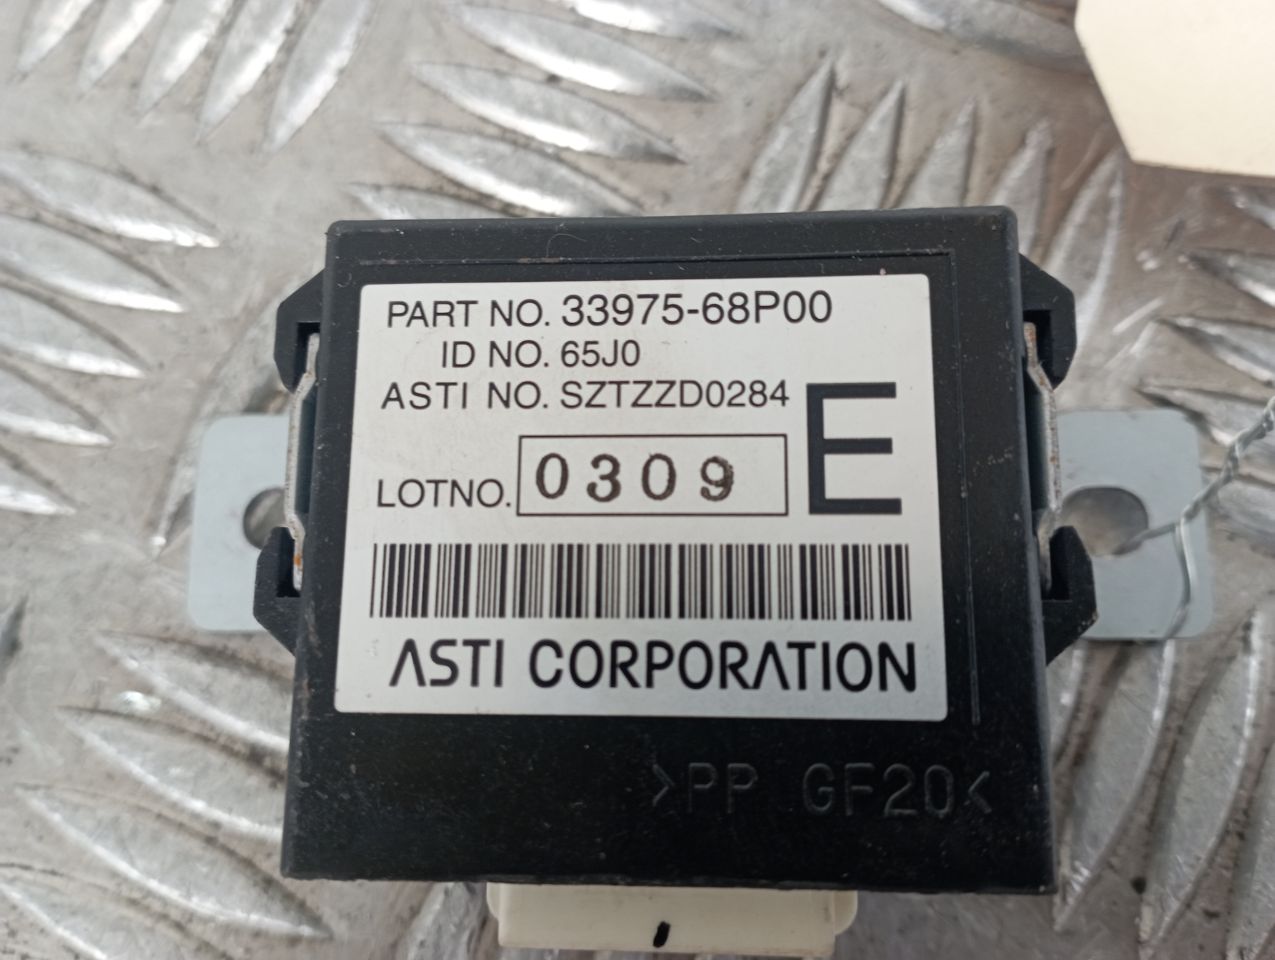 PART NO. 33975-68P00
ID NO. 65J0
ASTI NO. SZTZZD0284
E
LOTNO. 0309
ASTI CORPORATION
>PP GF20<